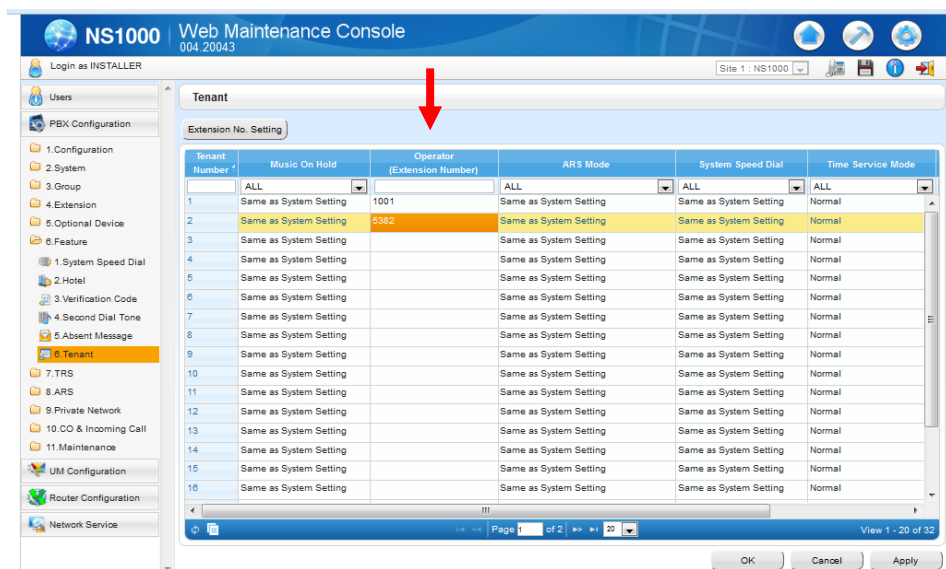 NS1000 Web Maintenance Console
004.20043
Login as INSTALLER
Site 1 : NS1000
Users
PBX Configuration
1.Configuration
2.System
3.Group
4.Extension
5.Optional Device
6.Feature
1.System Speed Dial
2.Hotel
3.Verification Code
4.Second Dial Tone
5.Absent Message
6.Tenant
7.TRS
8.ARS
9.Private Network
10.CO & Incoming Call
11.Maintenance
UM Configuration
Router Configuration
Network Service
Tenant
Extension No. Setting
Tenant Number Music On Hold Operator (Extension Number) ARS Mode System Speed Dial Time Service Mode
ALL ALL ALL ALL
1 Same as System Setting 1001 Same as System Setting Same as System Setting Normal
2 Same as System Setting 5382 Same as System Setting Same as System Setting Normal
3 Same as System Setting Same as System Setting Same as System Setting Normal
4 Same as System Setting Same as System Setting Same as System Setting Normal
5 Same as System Setting Same as System Setting Same as System Setting Normal
6 Same as System Setting Same as System Setting Same as System Setting Normal
7 Same as System Setting Same as System Setting Same as System Setting Normal
8 Same as System Setting Same as System Setting Same as System Setting Normal
9 Same as System Setting Same as System Setting Same as System Setting Normal
10 Same as System Setting Same as System Setting Same as System Setting Normal
11 Same as System Setting Same as System Setting Same as System Setting Normal
12 Same as System Setting Same as System Setting Same as System Setting Normal
13 Same as System Setting Same as System Setting Same as System Setting Normal
14 Same as System Setting Same as System Setting Same as System Setting Normal
15 Same as System Setting Same as System Setting Same as System Setting Normal
16 Same as System Setting Same as System Setting Same as System Setting Normal
Page 1 of 2 20 View 1 - 20 of 32
OK Cancel Apply